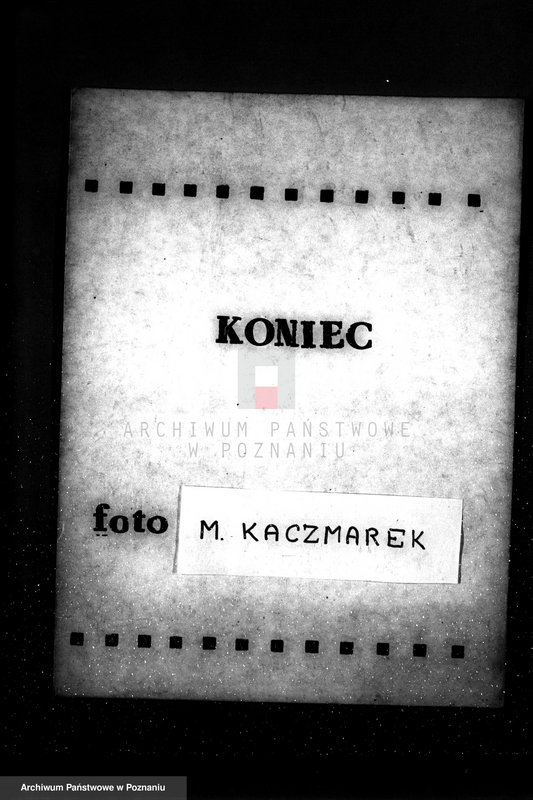 KONIEC
ARCHIWUM PAŃSTWOWE
W POZNANIU
foto M. KACZMAREK
Archiwum Państwowe w Poznaniu